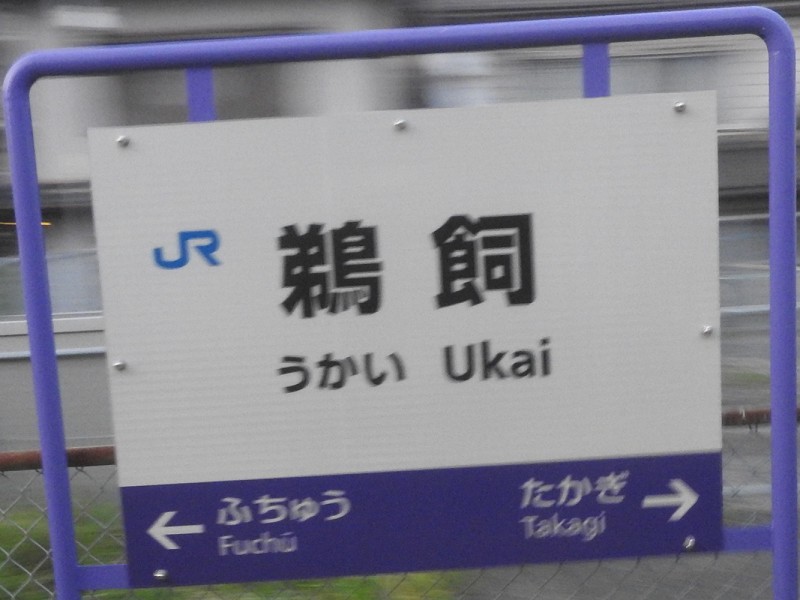 JR
鵜飼
うかい Ukai
← ふちゅう
Fuchū
たかぎ →
Takagi